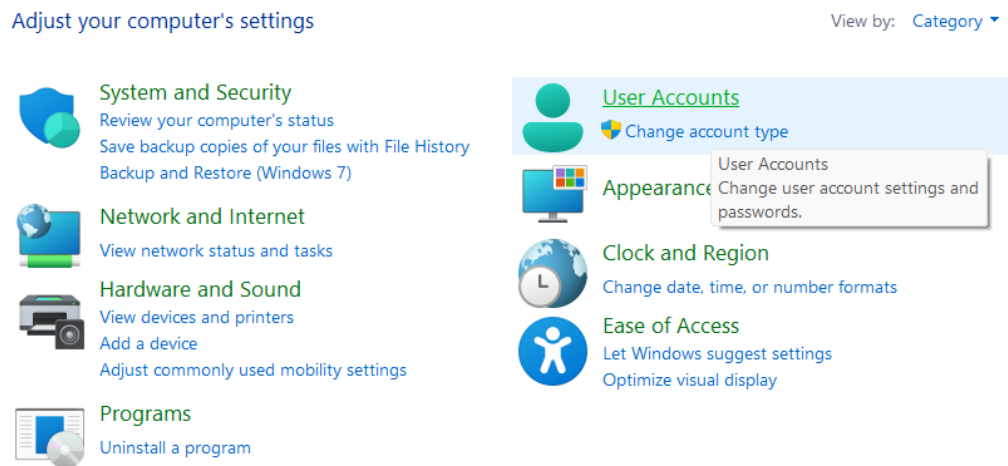 Adjust your computer's settings
View by: Category
System and Security
Review your computer's status
Save backup copies of your files with File History
Backup and Restore (Windows 7)
Network and Internet
View network status and tasks
Hardware and Sound
View devices and printers
Add a device
Adjust commonly used mobility settings
Programs
Uninstall a program
User Accounts
Change account type
User Accounts
Change user account settings and
passwords.
Appearance
Clock and Region
Change date, time, or number formats
Ease of Access
Let Windows suggest settings
Optimize visual display